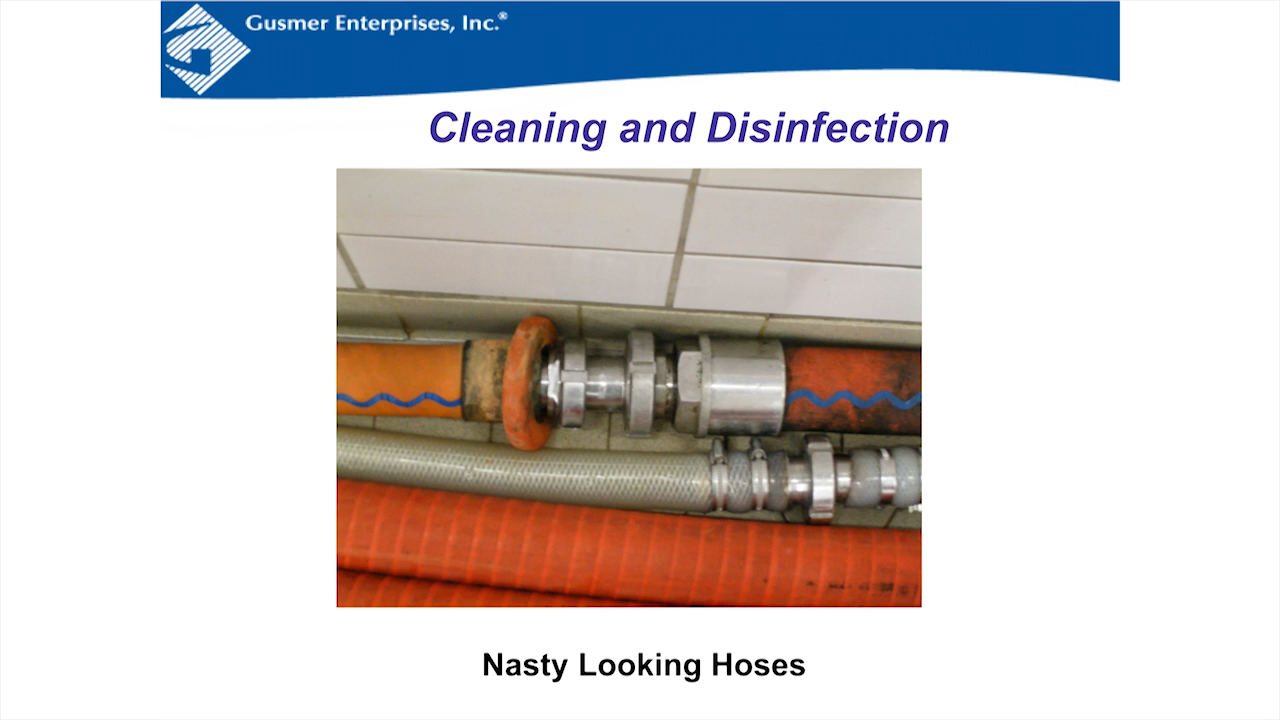 Gusmer Enterprises, Inc.®
Cleaning and Disinfection
Nasty Looking Hoses